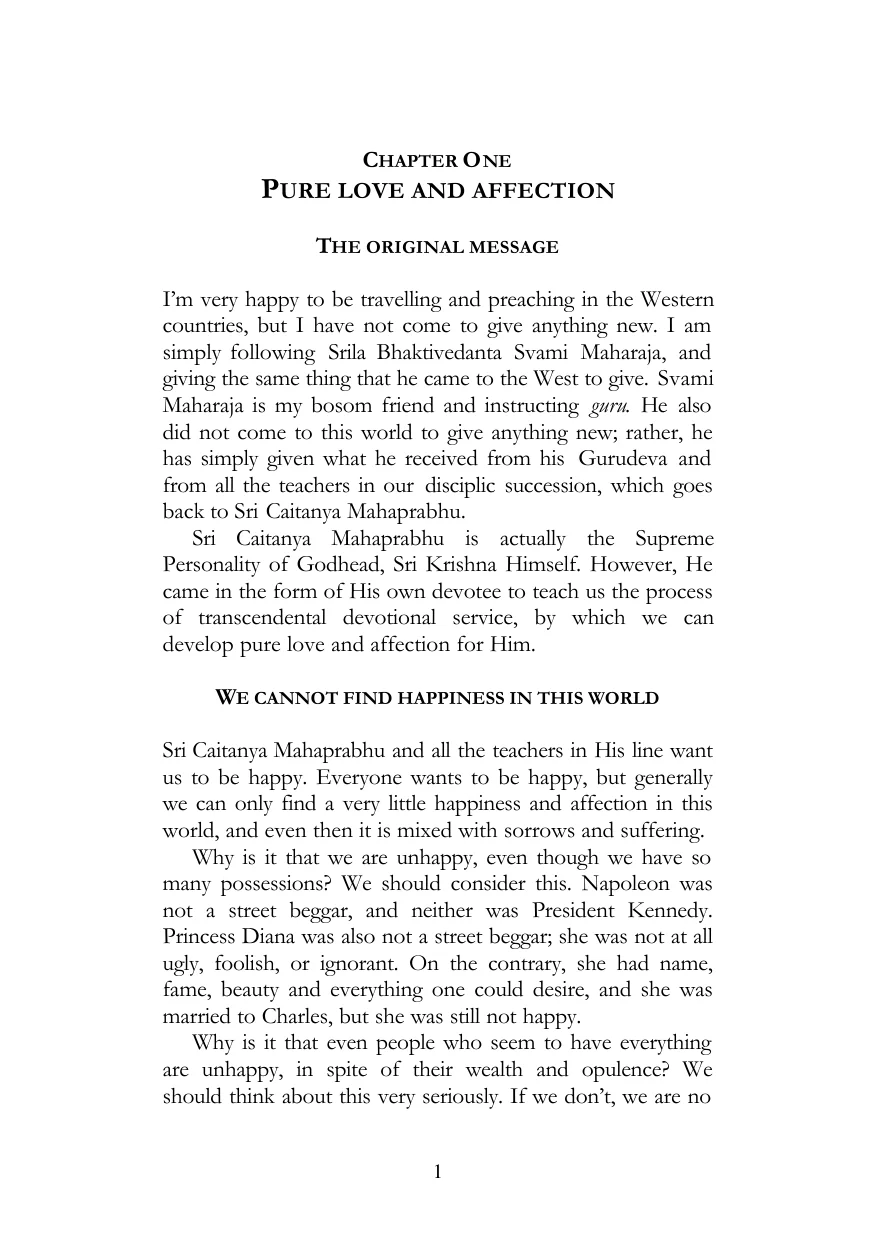 CHAPTER ONE
PURE LOVE AND AFFECTION
THE ORIGINAL MESSAGE
I’m very happy to be travelling and preaching in the Western
countries, but I have not come to give anything new. I am
simply following Srila Bhaktivedanta Svami Maharaja, and
giving the same thing that he came to the West to give. Svami
Maharaja is my bosom friend and instructing guru. He also
did not come to this world to give anything new; rather, he
has simply given what he received from his Gurudeva and
from all the teachers in our disciplic succession, which goes
back to Sri Caitanya Mahaprabhu.
Sri Caitanya Mahaprabhu is actually the Supreme
Personality of Godhead, Sri Krishna Himself. However, He
came in the form of His own devotee to teach us the process
of transcendental devotional service, by which we can
develop pure love and affection for Him.
WE CANNOT FIND HAPPINESS IN THIS WORLD
Sri Caitanya Mahaprabhu and all the teachers in His line want
us to be happy. Everyone wants to be happy, but generally
we can only find a very little happiness and affection in this
world, and even then it is mixed with sorrows and suffering.
Why is it that we are unhappy, even though we have so
many possessions? We should consider this. Napoleon was
not a street beggar, and neither was President Kennedy.
Princess Diana was also not a street beggar; she was not at all
ugly, foolish, or ignorant. On the contrary, she had name,
fame, beauty and everything one could desire, and she was
married to Charles, but she was still not happy.
Why is it that even people who seem to have everything
are unhappy, in spite of their wealth and opulence? We
should think about this very seriously. If we don’t, we are no
1